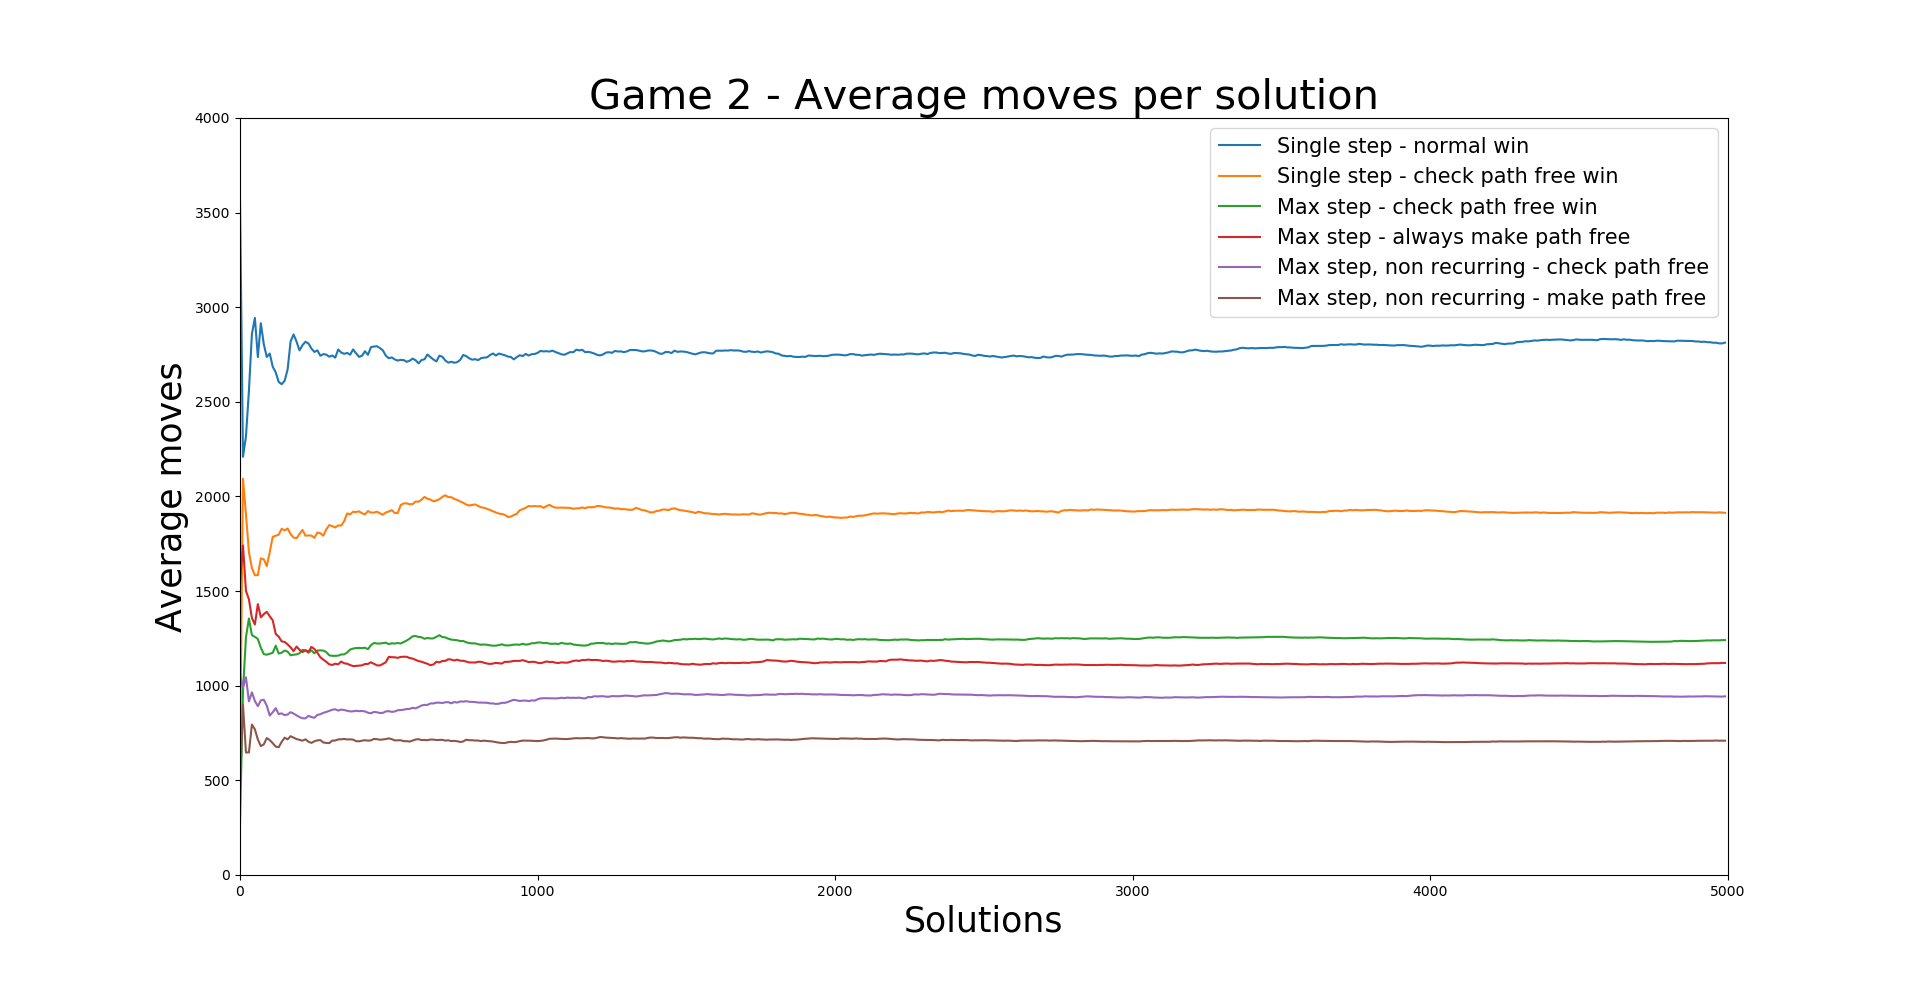 Game 2 - Average moves per solution
4000
3500
3000
2500
2000
1500
1000
500
0
Average moves
Single step - normal win
Single step - check path free win
Max step - check path free win
Max step - always make path free
Max step, non recurring - check path free
Max step, non recurring - make path free
0 1000 2000 3000 4000 5000
Solutions